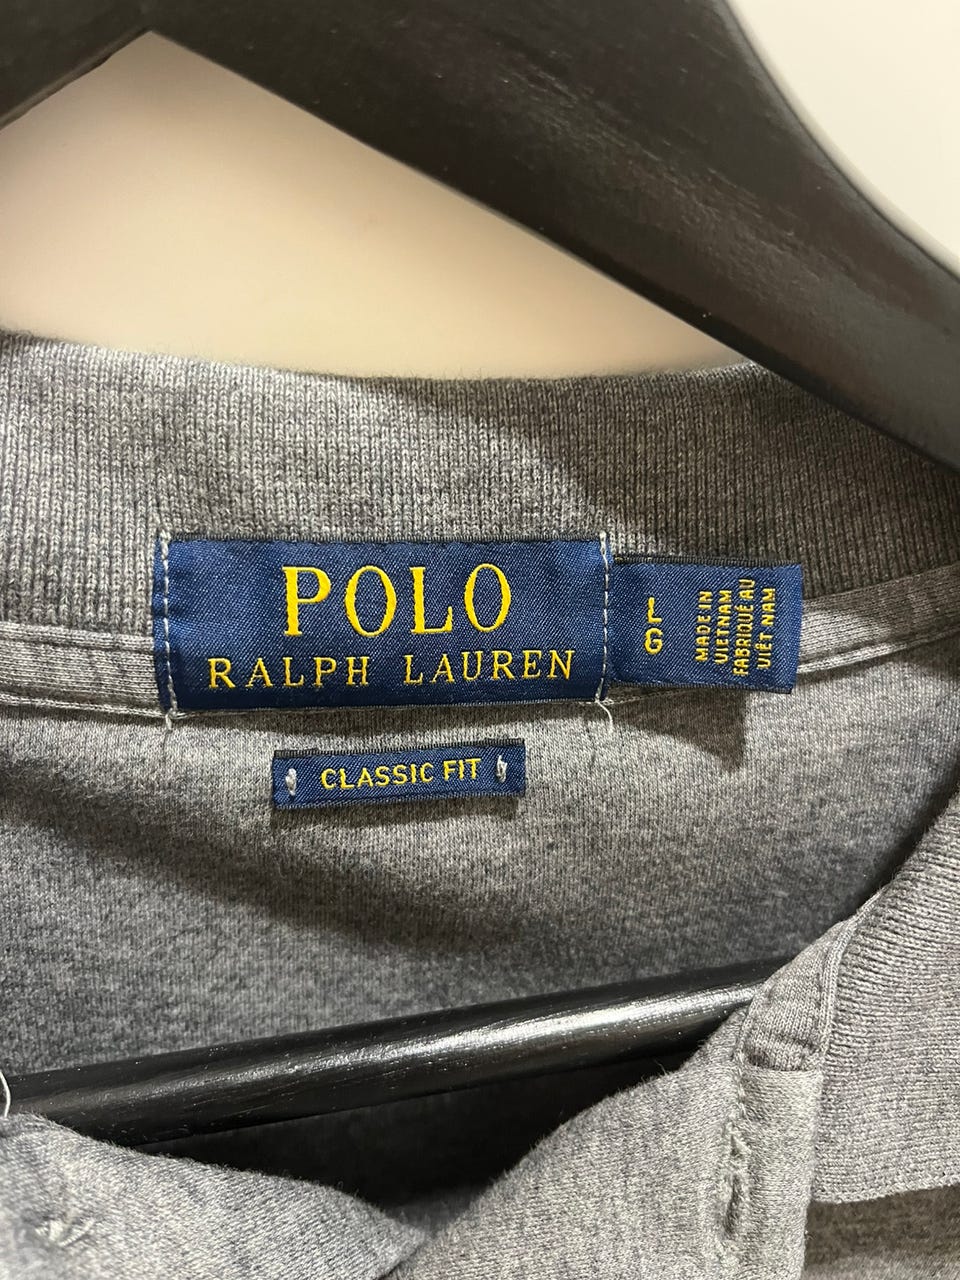 POLO
RALPH LAUREN
L
G
MADE IN
VIETNAM
FABRIQUÉ AU
VIÊT NAM
CLASSIC FIT